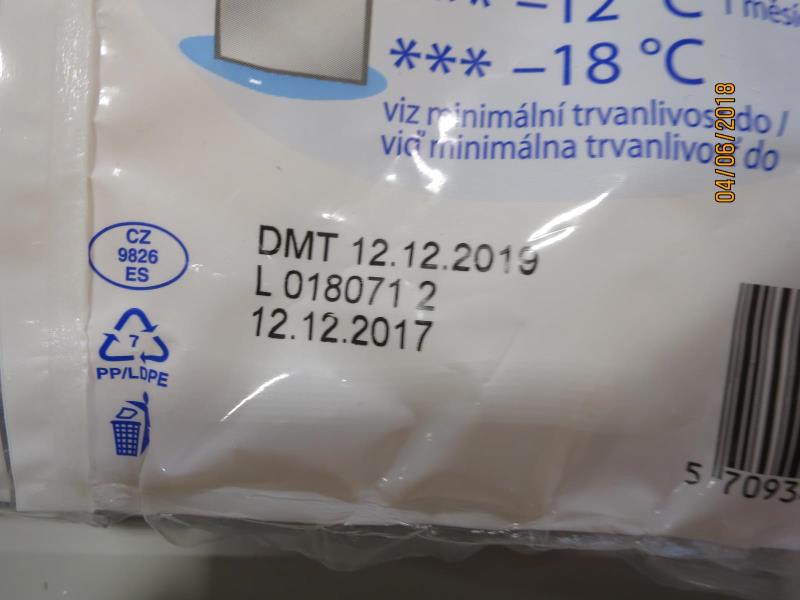 *** −12 °C
*** −18 °C
viz minimální trvanlivost do /
viď minimálna trvanlivosť do
04/06/2018
CZ
9826
ES
DMT 12.12.2019
L 018071 2
12.12.2017
7
PP/LDPE
5 7093